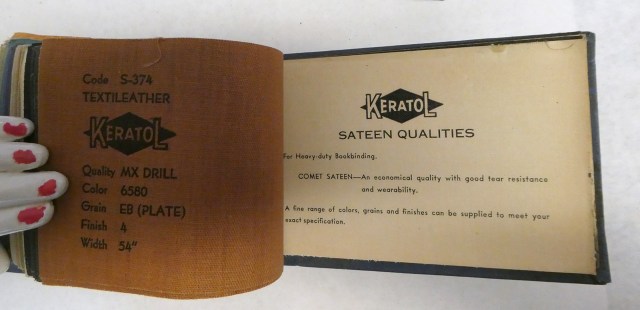 Code S-374
TEXTILEATHER
KERATOL
Quality MX DRILL
Color 6580
Grain EB (PLATE)
Finish 4
Width 54"
KERATOL
SATEEN QUALITIES
For Heavy-duty Bookbinding.
COMET SATEEN—An economical quality with good tear resistance
and wearability.
A fine range of colors, grains and finishes can be supplied to meet your
exact specification.